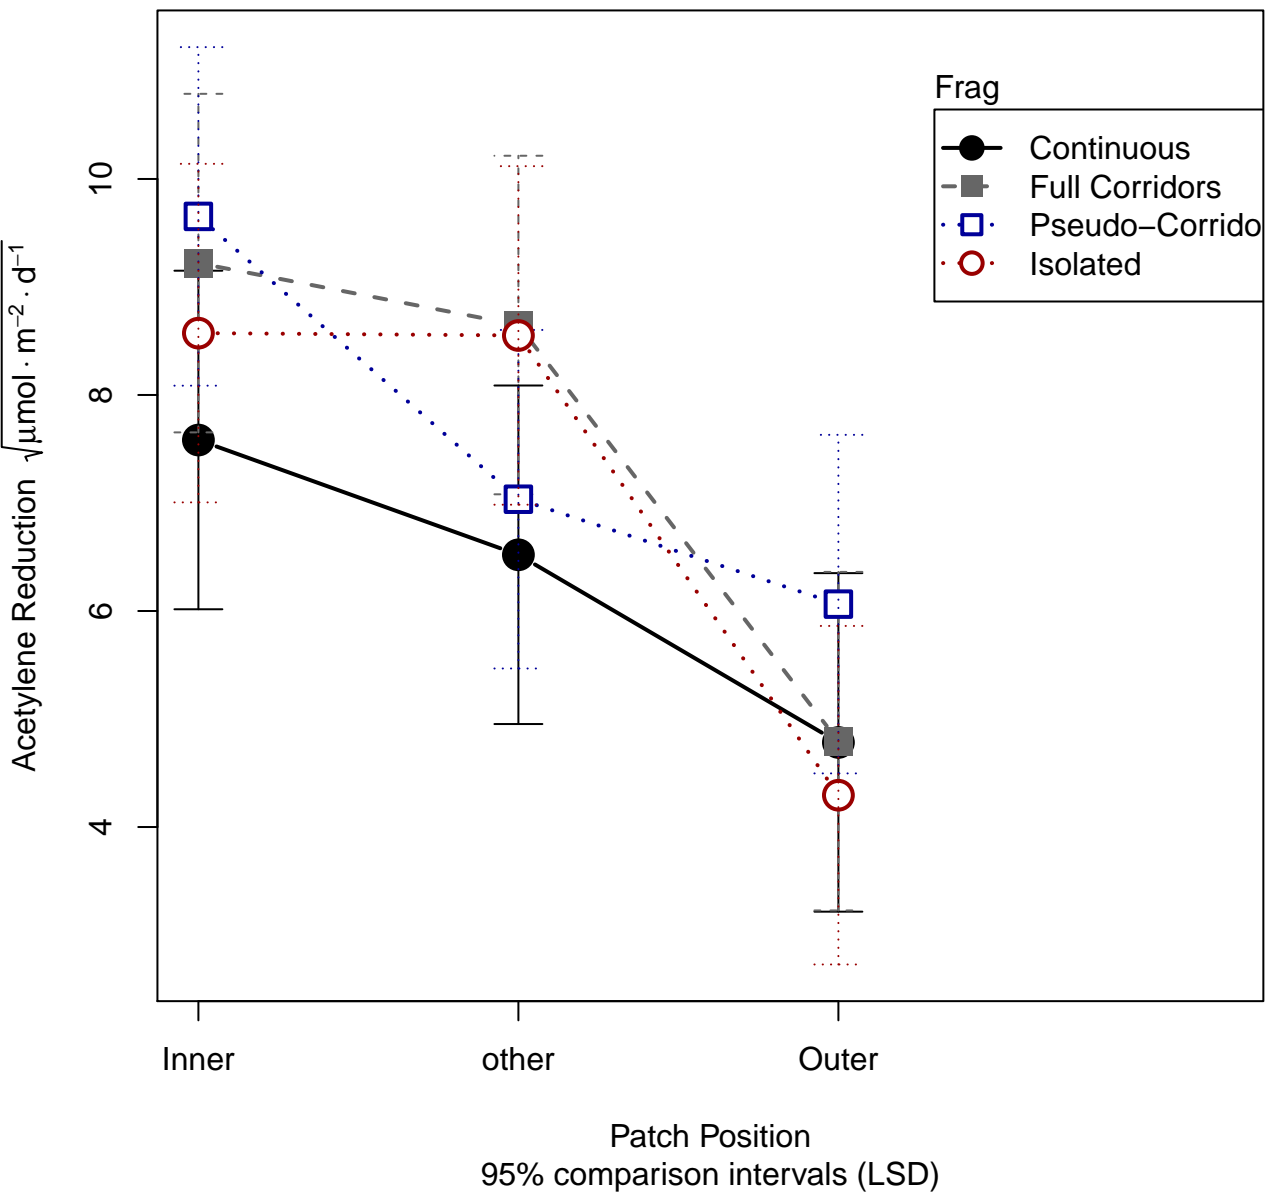 Frag
Continuous
Full Corridors
Pseudo−Corrido
Isolated
Acetylene Reduction √μmol · m⁻² · d⁻¹
10
8
6
4
Inner other Outer
Patch Position
95% comparison intervals (LSD)